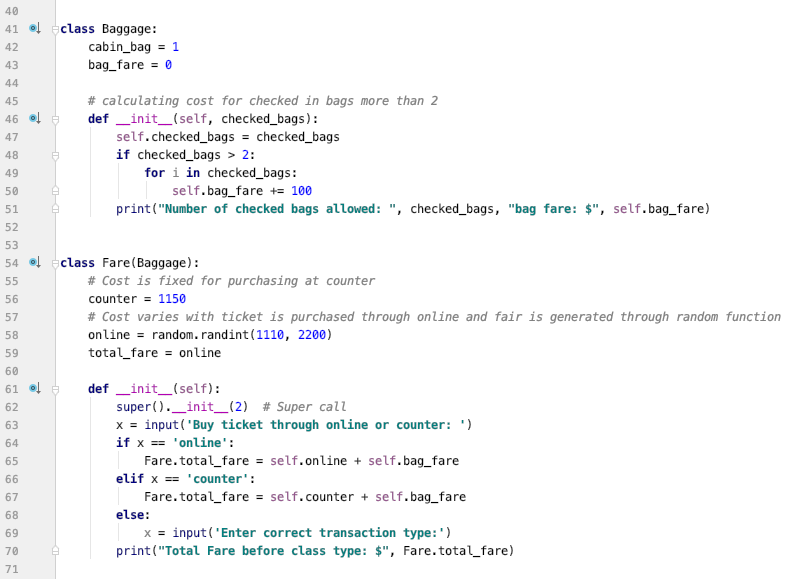 40
41 class Baggage:
42 cabin_bag = 1
43 bag_fare = 0
44
45 # calculating cost for checked in bags more than 2
46 def __init__(self, checked_bags):
47 self.checked_bags = checked_bags
48 if checked_bags > 2:
49 for i in checked_bags:
50 self.bag_fare += 100
51 print("Number of checked bags allowed: ", checked_bags, "bag fare: $", self.bag_fare)
52
53
54 class Fare(Baggage):
55 # Cost is fixed for purchasing at counter
56 counter = 1150
57 # Cost varies with ticket is purchased through online and fair is generated through random function
58 online = random.randint(1110, 2200)
59 total_fare = online
60
61 def __init__(self):
62 super().__init__(2) # Super call
63 x = input('Buy ticket through online or counter: ')
64 if x == 'online':
65 Fare.total_fare = self.online + self.bag_fare
66 elif x == 'counter':
67 Fare.total_fare = self.counter + self.bag_fare
68 else:
69 x = input('Enter correct transaction type:')
70 print("Total Fare before class type: $", Fare.total_fare)
71